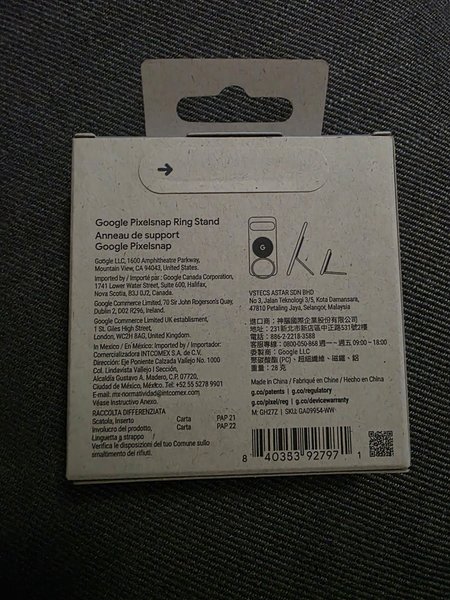 Google Pixelsnap Ring Stand
Anneau de support
Google Pixelsnap
Google LLC, 1600 Amphitheatre Parkway,
Mountain View, CA 94043, United States.
Imported by / Importé par : Google Canada Corporation,
1741 Lower Water Street, Suite 600, Halifax,
Nova Scotia, B3J 0J2, Canada.
Google Commerce Limited, 70 Sir John Rogerson's Quay,
Dublin 2, D02 R296, Ireland.
Google Commerce Limited UK establisment,
1 St. Giles High Street,
London, WC2H 8AG, United Kingdom.
In Mexico / En México: Imported by / Importado:
Comercializadora INTCOMEX S.A. de C.V.
Dirección: Eje Poniente Calzada Vallejo No. 1000
Col. Lindavista Vallejo I Sección,
Alcaldía Gustavo A. Madero, C.P. 07720,
Ciudad de México, México. Tel: +52 55 5278 9901
E-mail: mx-normatividad@intcomex.com
Véase Instructivo Anexo.
RACCOLTA DIFFERENZIATA
Scatola, inserto Carta PAP 21
Involucro del prodotto, Carta PAP 22
Linguetta a strappo
Verifica le disposizioni del tuo Comune sullo
smaltimento dei rifiuti.
G
VSTECS ASTAR SDN BHD
No 3, Jalan Teknologi 3/5, Kota Damansara,
47810 Petaling Jaya, Selangor, Malaysia
進口商：神腦國際企業股份有限公司
地址：231新北市新店區中正路531號2樓
電話：886-2-2218-3588
客服專線：0800-050-868 週一~週五 09:00 - 18:00
委製商：Google LLC
聚碳酸酯 (PC)、超細纖維、磁鐵、鋁
重量：28 克
Made in China / Fabriqué en Chine / Hecho en China
g.co/patents | g.co/regulatory
g.co/pixel/reg | g.co/devicewarranty
M: GH27Z | SKU: GA09954-WW
8 40353 92797 1